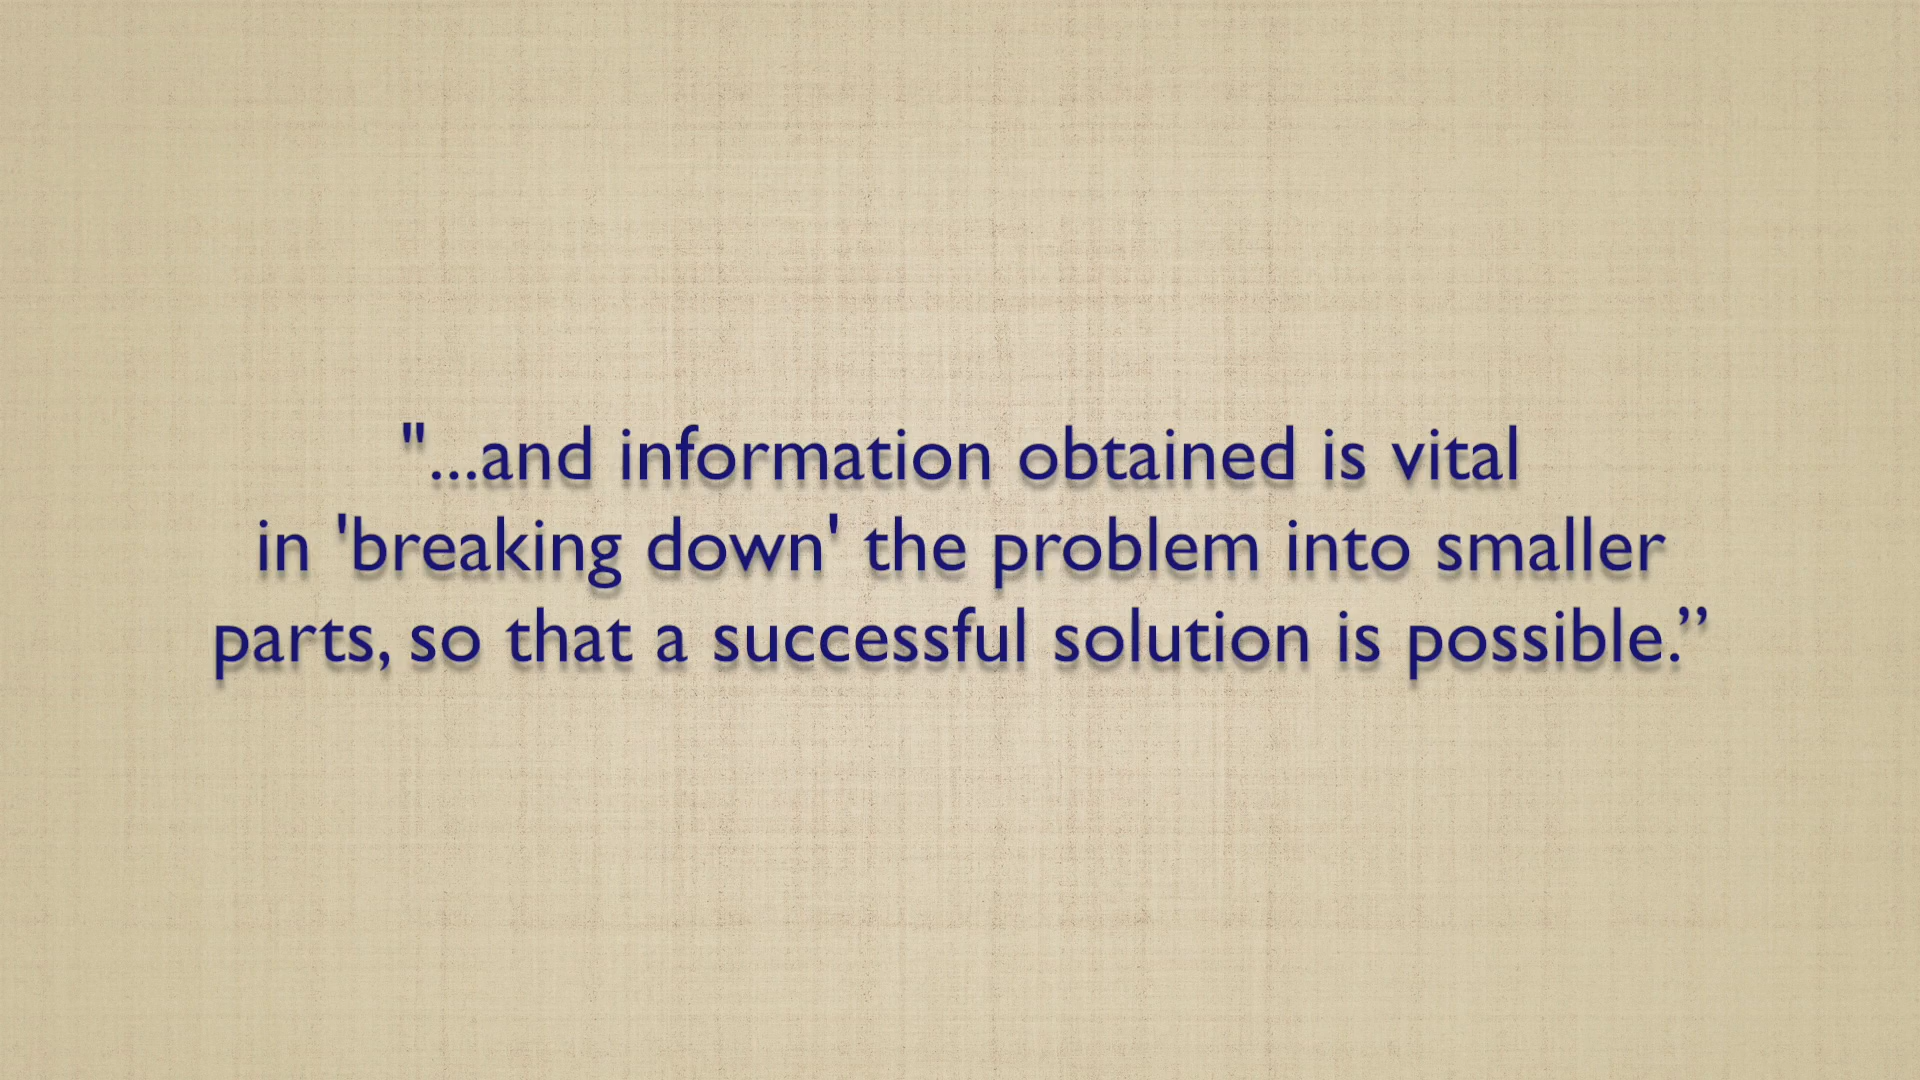 "...and information obtained is vital
in 'breaking down' the problem into smaller
parts, so that a successful solution is possible.”